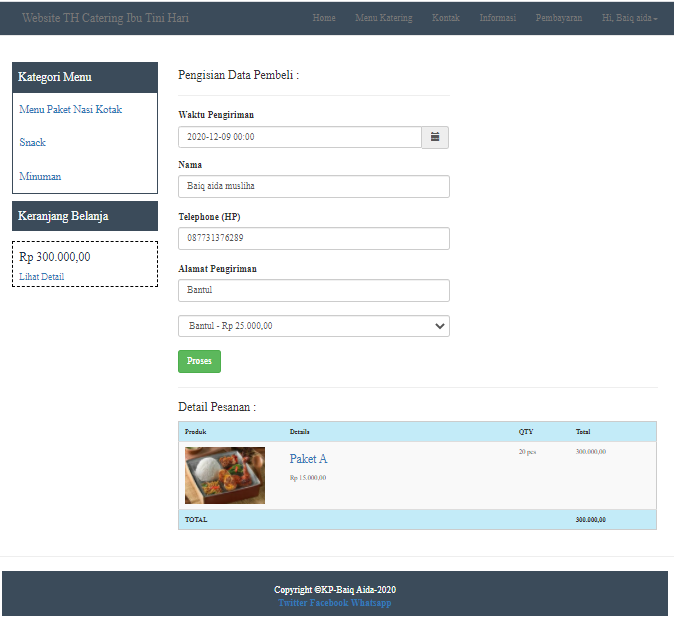 Website TH Catering Ibu Tini Hari
Home Menu Katering Kontak Informasi Pembayaran Hi, Baiq aida
Kategori Menu
Menu Paket Nasi Kotak
Snack
Minuman
Keranjang Belanja
Rp 300.000,00
Lihat Detail
Pengisian Data Pembeli :
Waktu Pengiriman
2020-12-09 00:00
Nama
Baiq aida musliha
Telephone (HP)
087731376289
Alamat Pengiriman
Bantul
Bantul - Rp 25.000,00
Proses
Detail Pesanan :
Produk Details QTY Total
Paket A 20 pcs 300.000,00
Rp 15.000,00
TOTAL 300.000,00
Copyright ©KP-Baiq Aida-2020
Twitter Facebook Whatsapp